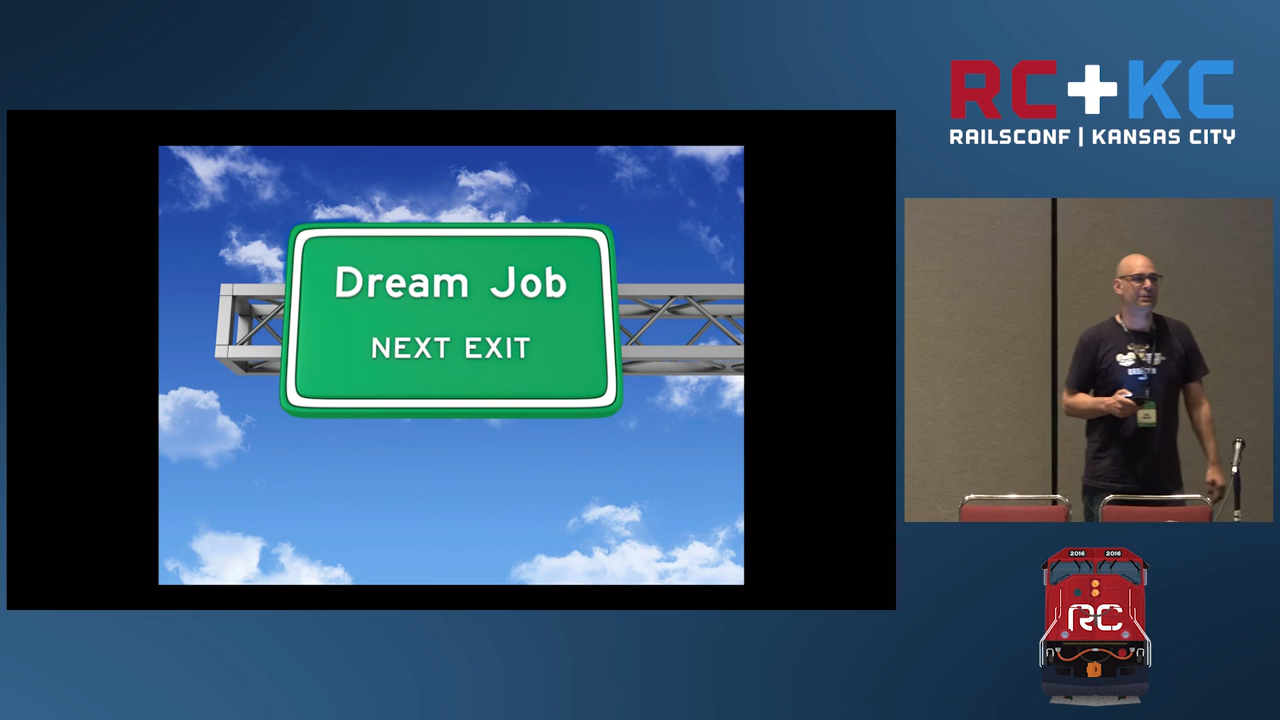 Dream Job
NEXT EXIT
RC+KC
RAILSCONF | KANSAS CITY
2016
2016
RC